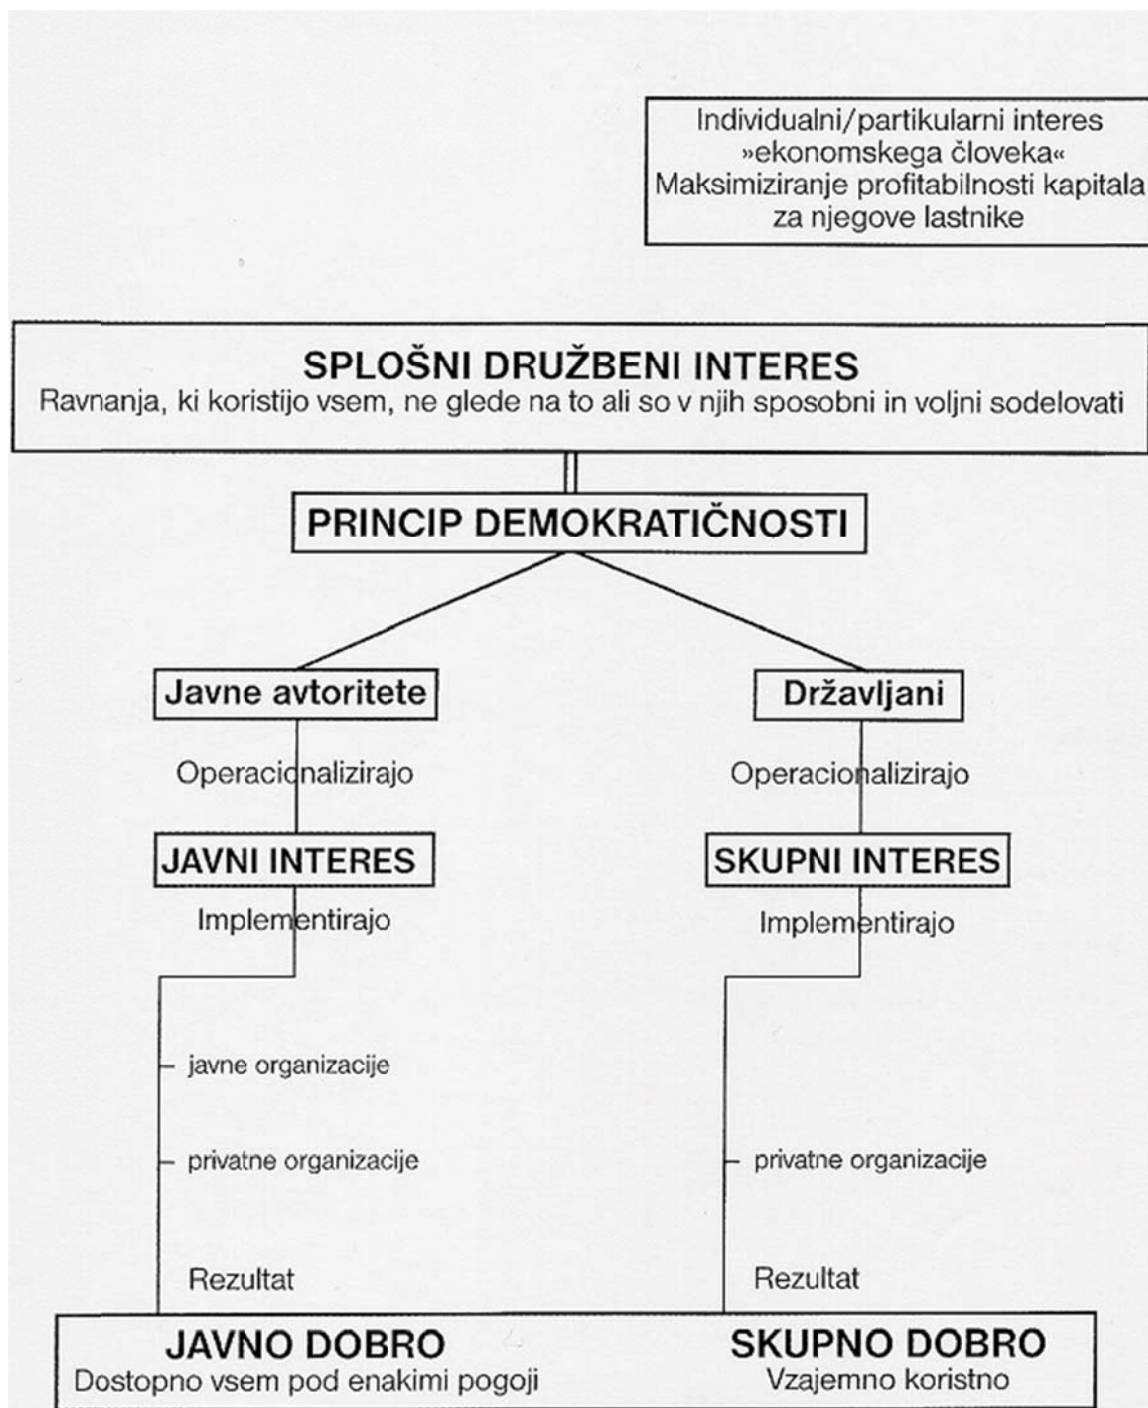 Individualni/partikularni interes
»ekonomskega človeka«
Maksimiziranje profitabilnosti kapitala
za njegove lastnike
SPLOŠNI DRUŽBENI INTERES
Ravnanja, ki koristijo vsem, ne glede na to ali so v njih sposobni in voljni sodelovati
PRINCIP DEMOKRATIČNOSTI
Javne avtoritete
Državljani
Operacionalizirajo
Operacionalizirajo
JAVNI INTERES
SKUPNI INTERES
Implementirajo
Implementirajo
javne organizacije
privatne organizacije
privatne organizacije
Rezultat
Rezultat
JAVNO DOBRO
SKUPNO DOBRO
Dostopno vsem pod enakimi pogoji
Vzajemno koristno